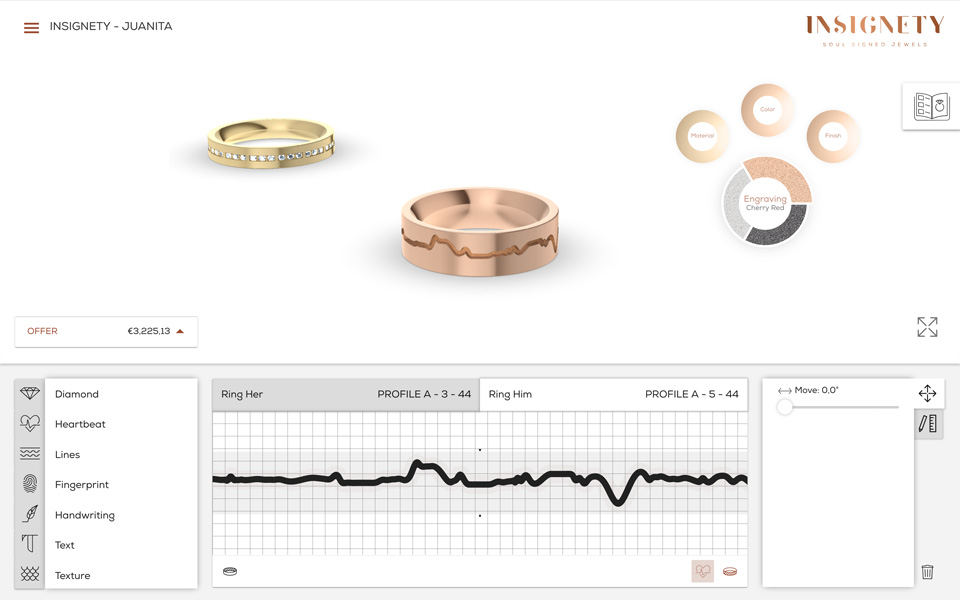 INSIGNETY - JUANITA
INSIGNETY
SOUL SIGNED JEWELS
Color
Material
Finish
Engraving
Cherry Red
OFFER €3,225,13
Diamond
Heartbeat
Lines
Fingerprint
Handwriting
Text
Texture
Ring Her PROFILE A - 3 - 44
Ring Him PROFILE A - 5 - 44
Move: 0,0°